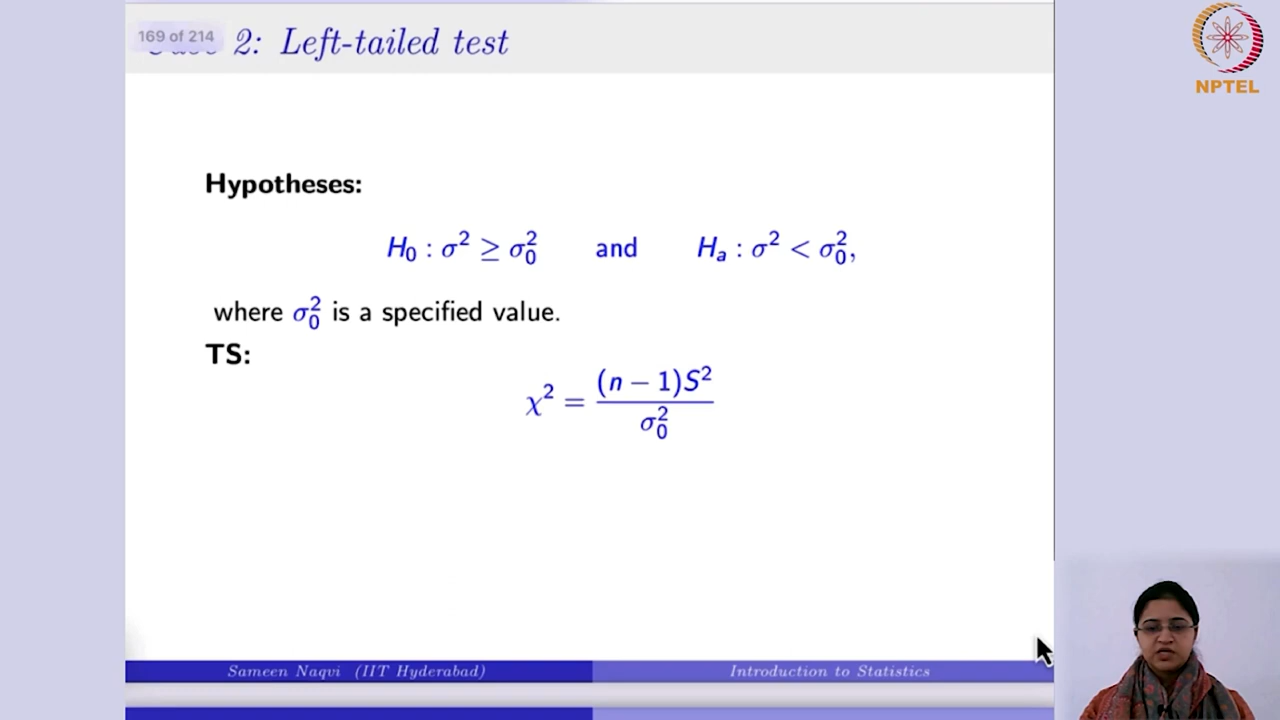 169 of 214
2: Left-tailed test
NPTEL
Hypotheses:
H₀ : σ² ≥ σ₀² and Hₐ : σ² < σ₀²,
where σ₀² is a specified value.
TS:
χ² = (n − 1)S² / σ₀²
Sameen Naqvi (IIT Hyderabad) Introduction to Statistics